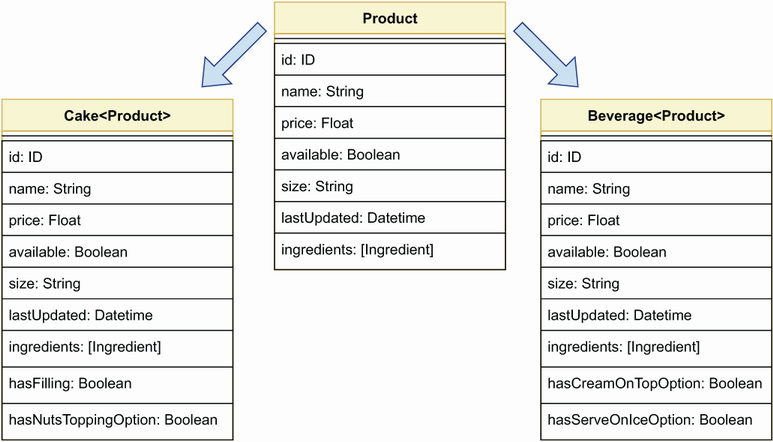 Product
id: ID
name: String
price: Float
available: Boolean
size: String
lastUpdated: Datetime
ingredients: [Ingredient]
Cake<Product>
id: ID
name: String
price: Float
available: Boolean
size: String
lastUpdated: Datetime
ingredients: [Ingredient]
hasFilling: Boolean
hasNutsToppingOption: Boolean
Beverage<Product>
id: ID
name: String
price: Float
available: Boolean
size: String
lastUpdated: Datetime
ingredients: [Ingredient]
hasCreamOnTopOption: Boolean
hasServeOnIceOption: Boolean